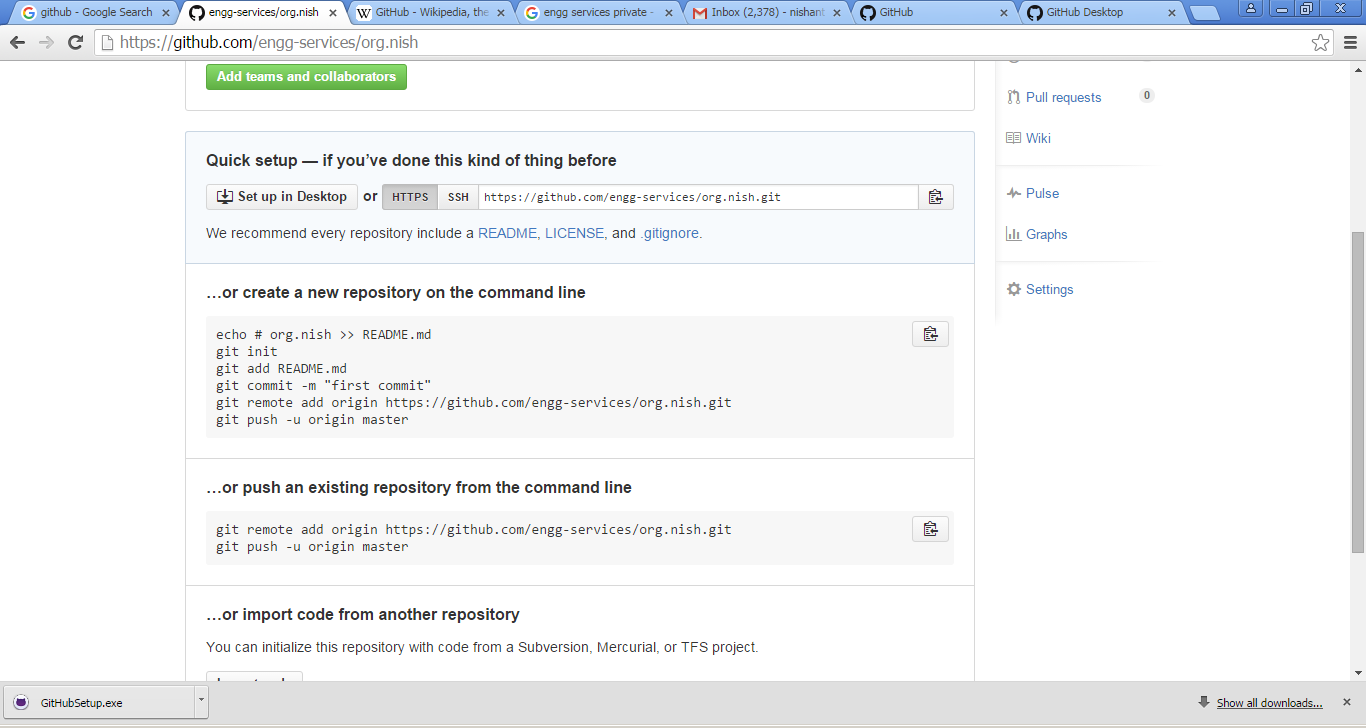 github - Google Search
engg-services/org.nish
GitHub - Wikipedia, the
engg services private -
Inbox (2,378) - nishant
GitHub
GitHub Desktop
https://github.com/engg-services/org.nish
Add teams and collaborators
Pull requests 0
Wiki
Pulse
Graphs
Settings
Quick setup — if you've done this kind of thing before
Set up in Desktop or HTTPS SSH https://github.com/engg-services/org.nish.git
We recommend every repository include a README, LICENSE, and .gitignore.
…or create a new repository on the command line
echo # org.nish >> README.md
git init
git add README.md
git commit -m "first commit"
git remote add origin https://github.com/engg-services/org.nish.git
git push -u origin master
…or push an existing repository from the command line
git remote add origin https://github.com/engg-services/org.nish.git
git push -u origin master
…or import code from another repository
You can initialize this repository with code from a Subversion, Mercurial, or TFS project.
GitHubSetup.exe
Show all downloads...